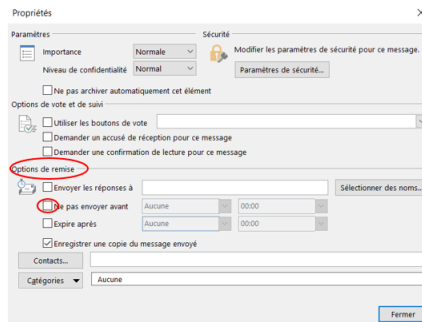 Propriétés
Paramètres
Sécurité
Importance Normale
Modifier les paramètres de sécurité pour ce message.
Niveau de confidentialité Normal
Paramètres de sécurité...
Ne pas archiver automatiquement cet élément
Options de vote et de suivi
Utiliser les boutons de vote
Demander un accusé de réception pour ce message
Demander une confirmation de lecture pour ce message
Options de remise
Envoyer les réponses à Sélectionner des noms...
Ne pas envoyer avant Aucune 00:00
Expire après Aucune 00:00
Enregistrer une copie du message envoyé
Contacts...
Catégories Aucune
Fermer